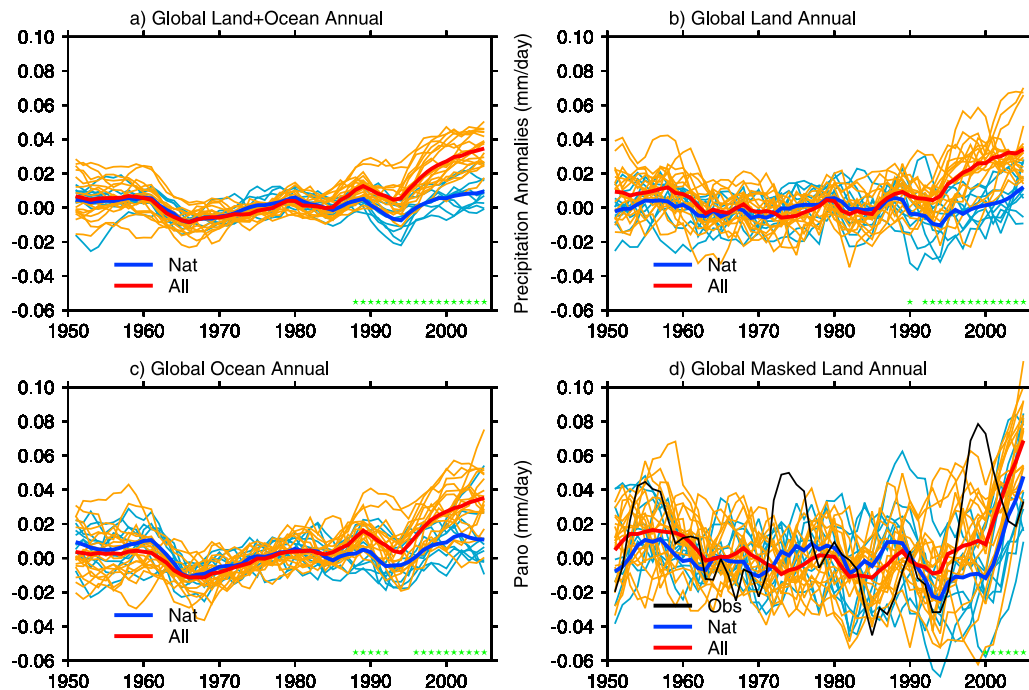 a) Global Land+Ocean Annual
0.10
0.08
0.06
0.04
0.02
0.00
-0.02
-0.04
-0.06
Nat
All
1950 1960 1970 1980 1990 2000
b) Global Land Annual
Precipitation Anomalies (mm/day)
0.10
0.08
0.06
0.04
0.02
0.00
-0.02
-0.04
-0.06
Nat
All
1950 1960 1970 1980 1990 2000
c) Global Ocean Annual
0.10
0.08
0.06
0.04
0.02
0.00
-0.02
-0.04
-0.06
Nat
All
1950 1960 1970 1980 1990 2000
d) Global Masked Land Annual
Pano (mm/day)
0.10
0.08
0.06
0.04
0.02
0.00
-0.02
-0.04
-0.06
Obs
Nat
All
1950 1960 1970 1980 1990 2000